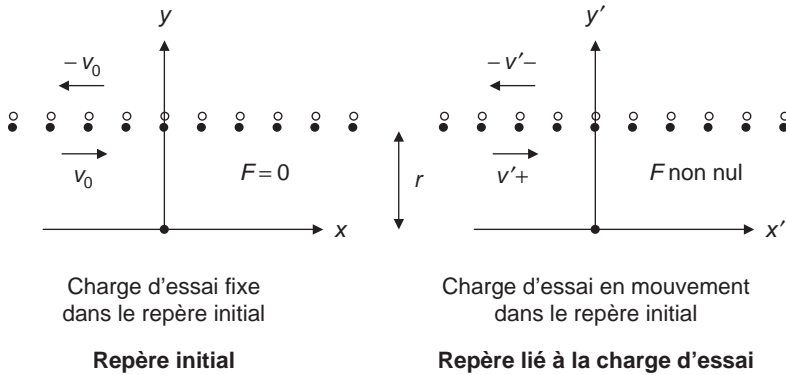 y
y'
– v0
– v'–
v0
F = 0
r
v'+
F non nul
x
x'
Charge d'essai fixe
dans le repère initial
Charge d'essai en mouvement
dans le repère initial
Repère initial
Repère lié à la charge d'essai